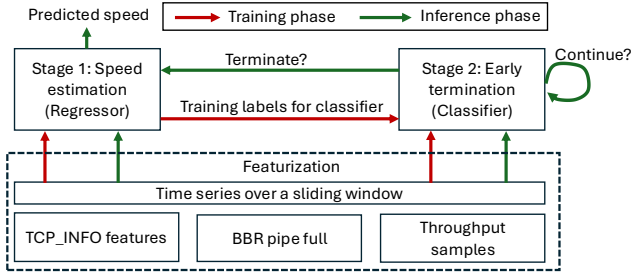 Predicted speed
Training phase
Inference phase
Stage 1: Speed
estimation
(Regressor)
Terminate?
Training labels for classifier
Stage 2: Early
termination
(Classifier)
Continue?
Featurization
Time series over a sliding window
TCP_INFO features
BBR pipe full
Throughput
samples